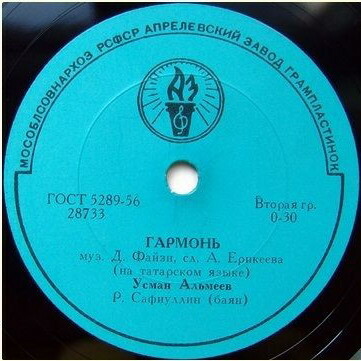 МОСОБЛСОВНАРХОЗ РСФСР АПРЕЛЕВСКИЙ ЗАВОД ГРАМПЛАСТИНОК
АЗ
ГОСТ 5289-56
28733
Вторая гр.
0-30
ГАРМОНЬ
муз. Д. Файзи, сл. А. Ерикеева
(на татарском языке)
Усман Альмеев
Р. Сафиуллин (баян)